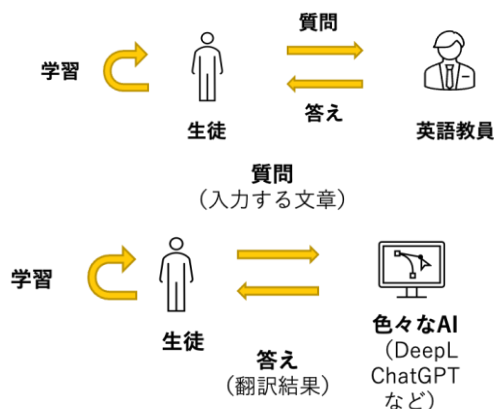 質問
学習
答え
生徒
英語教員
質問
（入力する文章）
学習
生徒
色々なAI
（DeepL
ChatGPT
など）
答え
（翻訳結果）